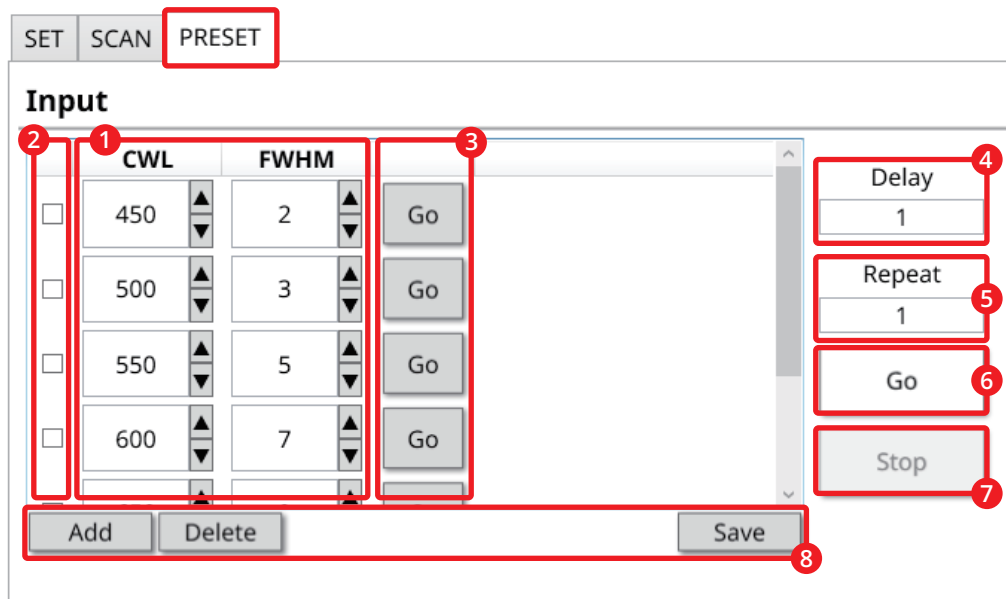 SET SCAN PRESET
Input
2 1 3
CWL FWHM
4
Delay
1
450 2 Go
5
Repeat
1
500 3 Go
6
Go
550 5 Go
7
Stop
600 7 Go
Add Delete Save
8